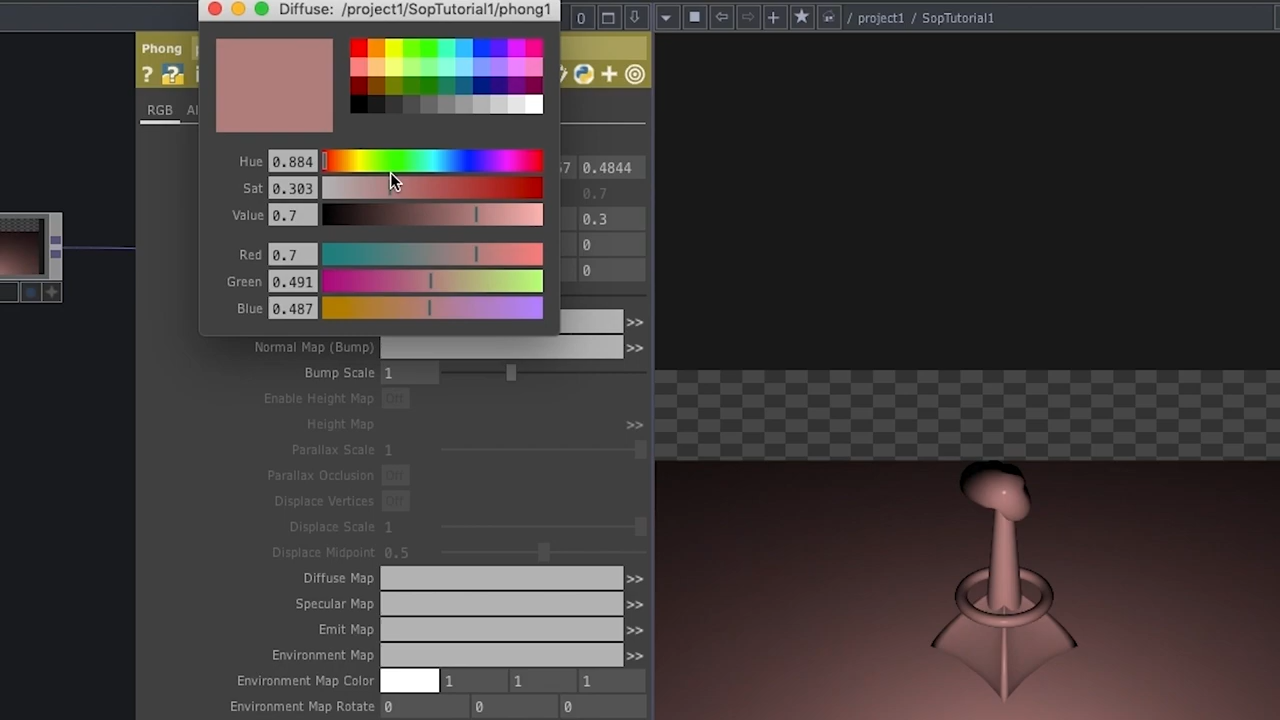 Diffuse: /project1/SopTutorial1/phong1
0
/ project1 / SopTutorial1
Phong
RGB
Hue 0.884
Sat 0.303
Value 0.7
Red 0.7
Green 0.491
Blue 0.487
0.4844
0.7
0.3
0
0
>>
Normal Map (Bump) >>
Bump Scale 1
Enable Height Map Off
Height Map >>
Parallax Scale 1
Parallax Occlusion On
Displace Vertices Off
Displace Scale 1
Displace Midpoint 0.5
Diffuse Map >>
Specular Map >>
Emit Map >>
Environment Map >>
Environment Map Color 1 1 1
Environment Map Rotate 0 0 0